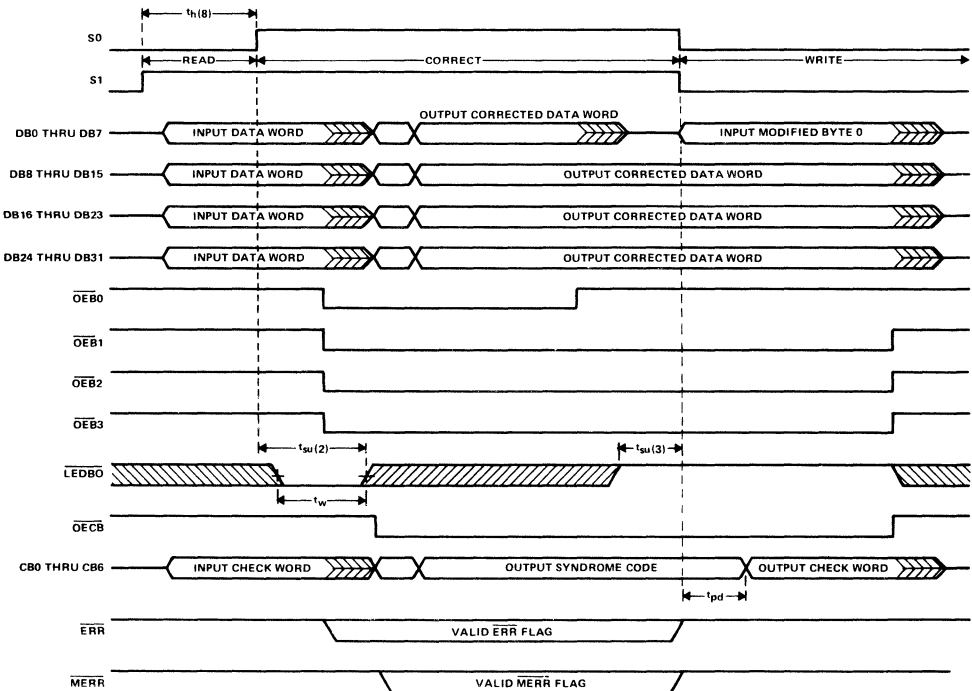 th(8)
S0
READ CORRECT WRITE
S1
OUTPUT CORRECTED DATA WORD
DB0 THRU DB7 INPUT DATA WORD INPUT MODIFIED BYTE 0
DB8 THRU DB15 INPUT DATA WORD OUTPUT CORRECTED DATA WORD
DB16 THRU DB23 INPUT DATA WORD OUTPUT CORRECTED DATA WORD
DB24 THRU DB31 INPUT DATA WORD OUTPUT CORRECTED DATA WORD
OEB0
OEB1
OEB2
OEB3
tsu(2) tsu(3)
LEDBO
tw
OECB
CB0 THRU CB6 INPUT CHECK WORD OUTPUT SYNDROME CODE OUTPUT CHECK WORD
tpd
ERR VALID ERR FLAG
MERR VALID MERR FLAG